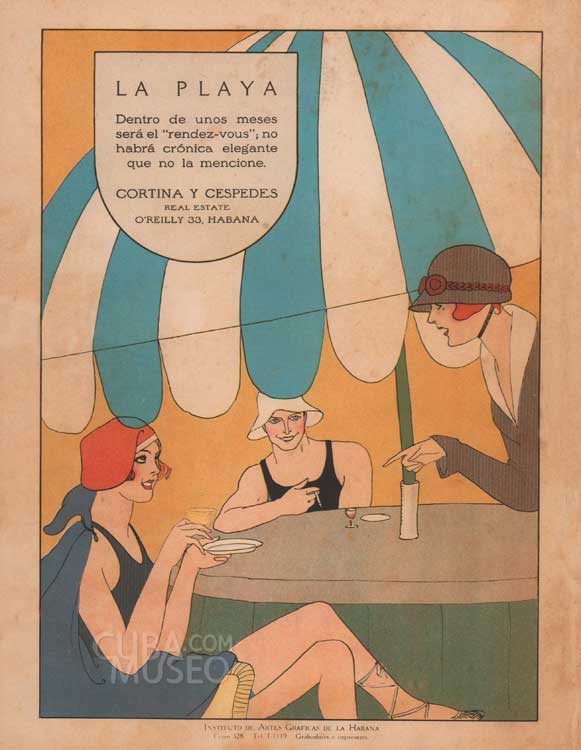 LA PLAYA
Dentro de unos meses
será el "rendez-vous"; no
habrá crónica elegante
que no la mencione.
CORTINA Y CESPEDES
REAL ESTATE
O'REILLY 33, HABANA
CUBA.COM
MUSEO
INSTITUTO DE ARTES GRAFICAS DE LA HABANA